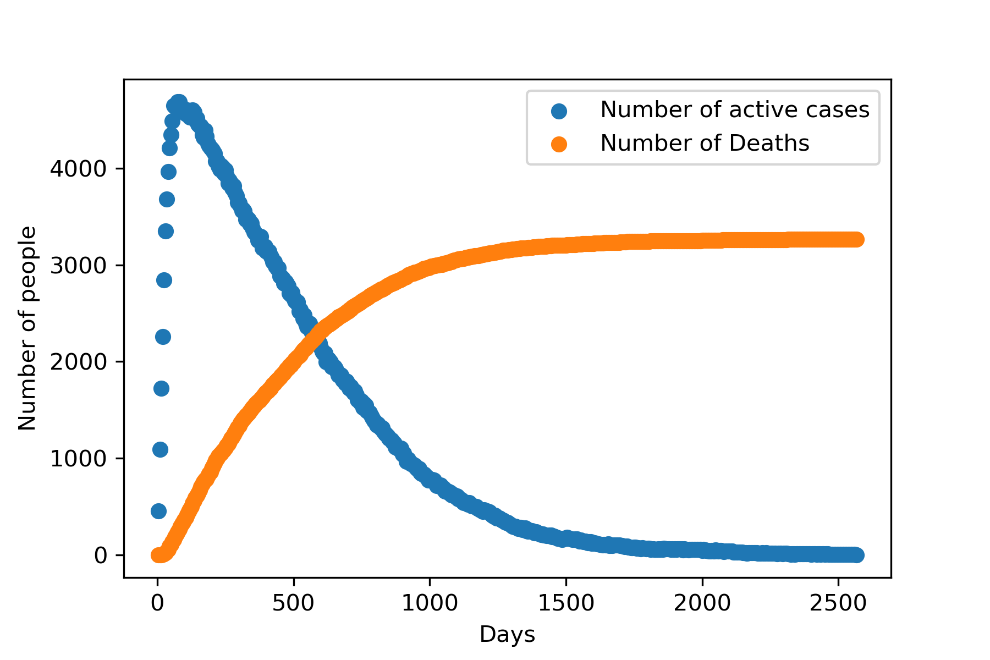 Number of active cases
Number of Deaths
4000
3000
2000
1000
0
Number of people
0 500 1000 1500 2000 2500
Days